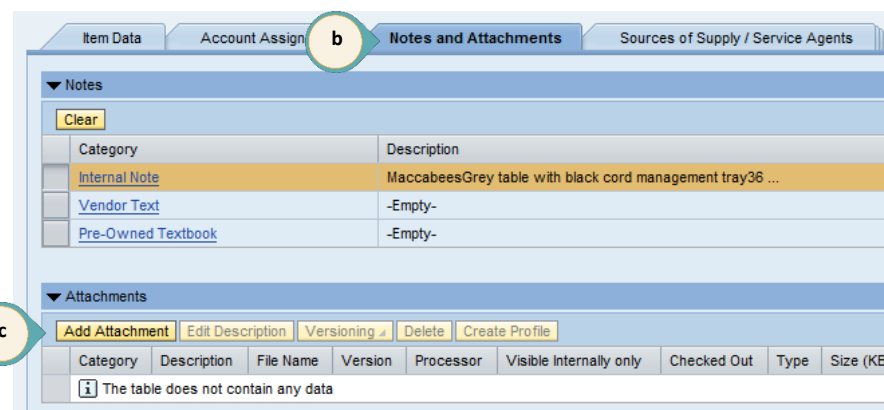 Item Data Account Assign b Notes and Attachments Sources of Supply / Service Agents
Notes
Clear
Category Description
Internal Note MaccabeesGrey table with black cord management tray36 ...
Vendor Text -Empty-
Pre-Owned Textbook -Empty-
Attachments
c Add Attachment Edit Description Versioning Delete Create Profile
Category Description File Name Version Processor Visible Internally only Checked Out Type Size (KB
i The table does not contain any data